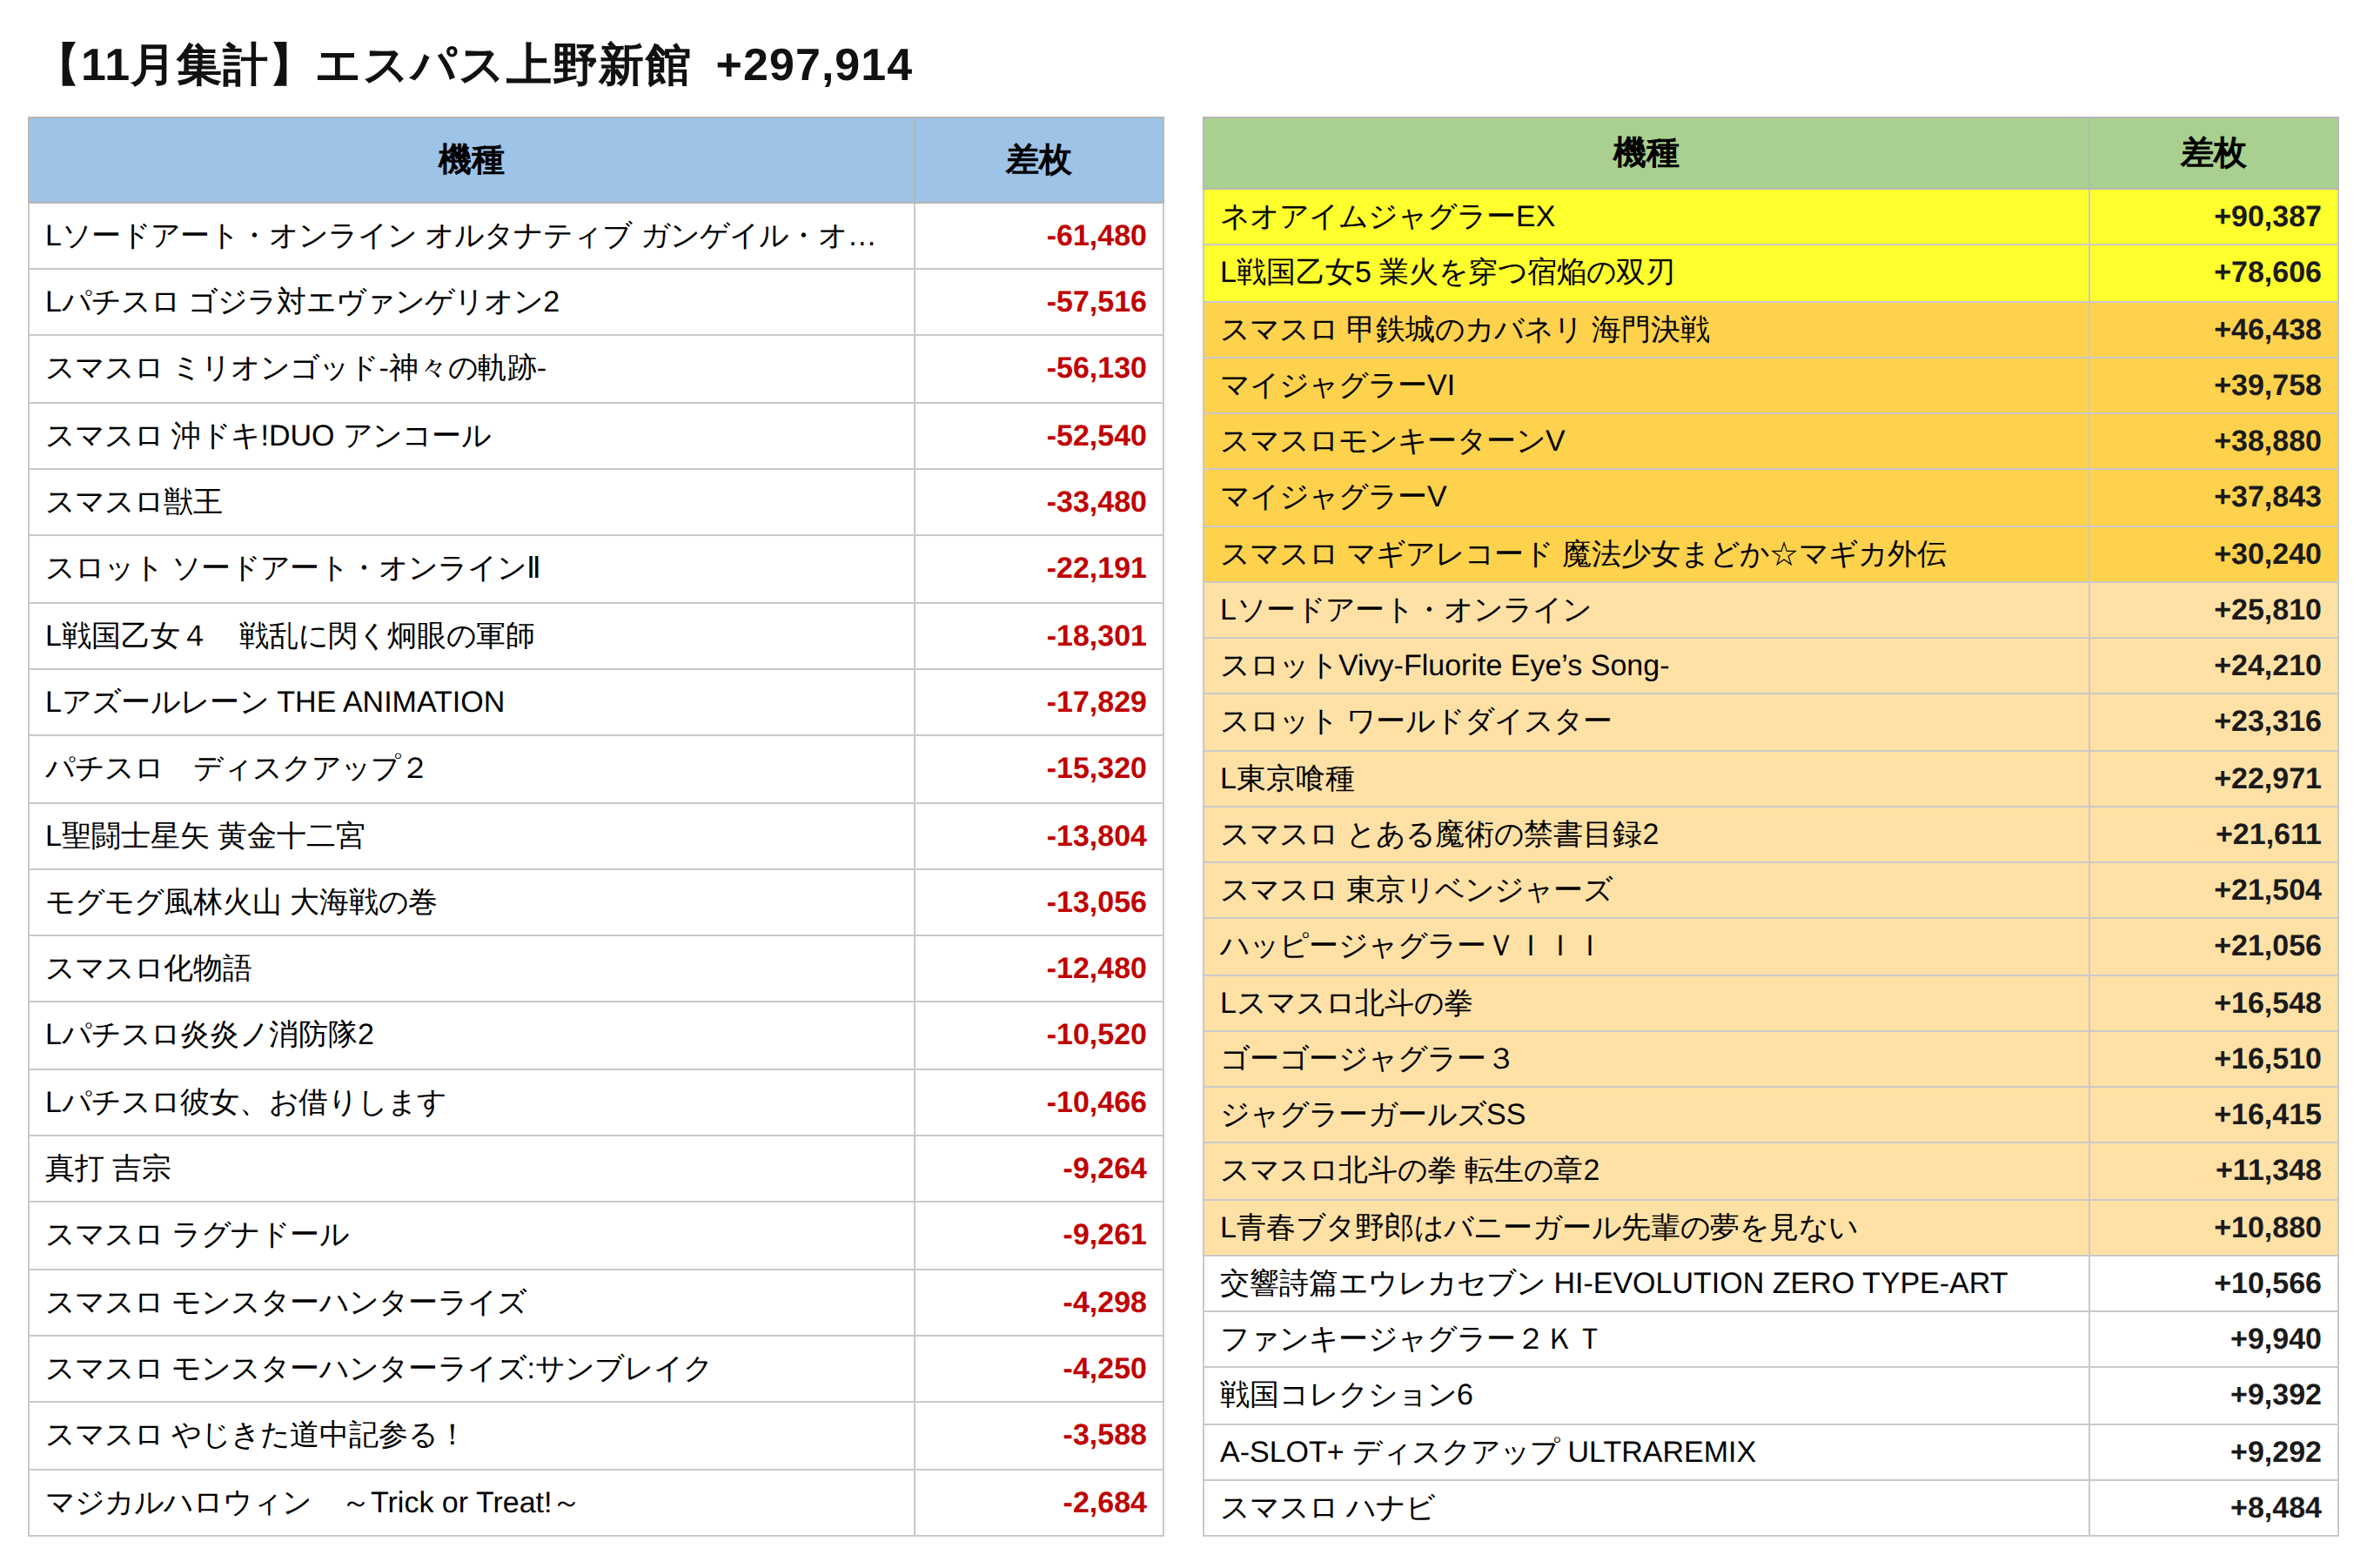 【11月集計】エスパス上野新館 +297,914
機種 差枚
Lソードアート・オンライン オルタナティブ ガンゲイル・オ… -61,480
Lパチスロ ゴジラ対エヴァンゲリオン2 -57,516
スマスロ ミリオンゴッド-神々の軌跡- -56,130
スマスロ 沖ドキ!DUO アンコール -52,540
スマスロ獣王 -33,480
スロット ソードアート・オンラインⅡ -22,191
L戦国乙女４　戦乱に閃く炯眼の軍師 -18,301
Lアズールレーン THE ANIMATION -17,829
パチスロ　ディスクアップ２ -15,320
L聖闘士星矢 黄金十二宮 -13,804
モグモグ風林火山 大海戦の巻 -13,056
スマスロ化物語 -12,480
Lパチスロ炎炎ノ消防隊2 -10,520
Lパチスロ彼女、お借りします -10,466
真打 吉宗 -9,264
スマスロ ラグナドール -9,261
スマスロ モンスターハンターライズ -4,298
スマスロ モンスターハンターライズ:サンブレイク -4,250
スマスロ やじきた道中記参る！ -3,588
マジカルハロウィン　～Trick or Treat!～ -2,684
機種 差枚
ネオアイムジャグラーEX +90,387
L戦国乙女5 業火を穿つ宿焔の双刃 +78,606
スマスロ 甲鉄城のカバネリ 海門決戦 +46,438
マイジャグラーVI +39,758
スマスロモンキーターンV +38,880
マイジャグラーV +37,843
スマスロ マギアレコード 魔法少女まどか☆マギカ外伝 +30,240
Lソードアート・オンライン +25,810
スロットVivy-Fluorite Eye’s Song- +24,210
スロット ワールドダイスター +23,316
L東京喰種 +22,971
スマスロ とある魔術の禁書目録2 +21,611
スマスロ 東京リベンジャーズ +21,504
ハッピージャグラーＶＩＩＩ +21,056
Lスマスロ北斗の拳 +16,548
ゴーゴージャグラー３ +16,510
ジャグラーガールズSS +16,415
スマスロ北斗の拳 転生の章2 +11,348
L青春ブタ野郎はバニーガール先輩の夢を見ない +10,880
交響詩篇エウレカセブン HI-EVOLUTION ZERO TYPE-ART +10,566
ファンキージャグラー２ＫＴ +9,940
戦国コレクション6 +9,392
A-SLOT+ ディスクアップ ULTRAREMIX +9,292
スマスロ ハナビ +8,484